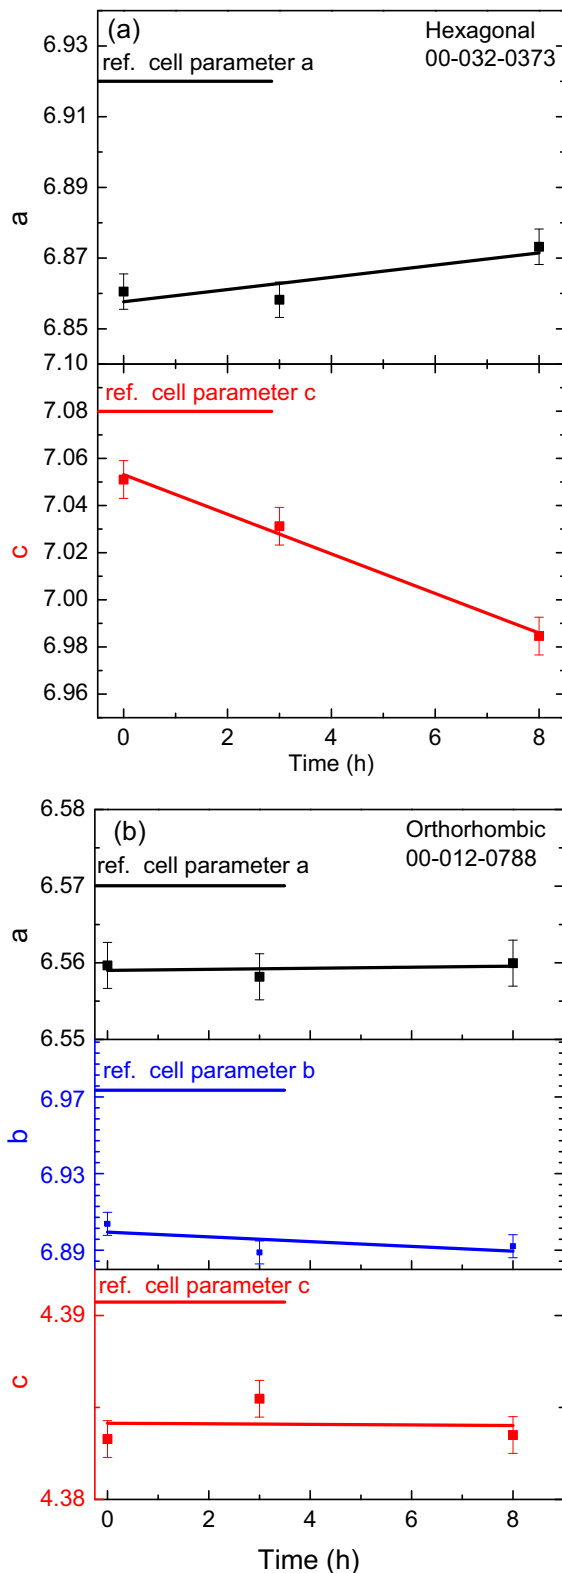 (a)
Hexagonal
00-032-0373
ref. cell parameter a
6.93
6.91
6.89
6.87
6.85
a
7.10
ref. cell parameter c
7.08
7.06
7.04
7.02
7.00
6.98
6.96
c
0 2 4 6 8
Time (h)
(b)
Orthorhombic
00-012-0788
6.58
ref. cell parameter a
6.57
6.56
6.55
a
ref. cell parameter b
6.97
6.93
6.89
b
ref. cell parameter c
4.39
4.38
c
0 2 4 6 8
Time (h)